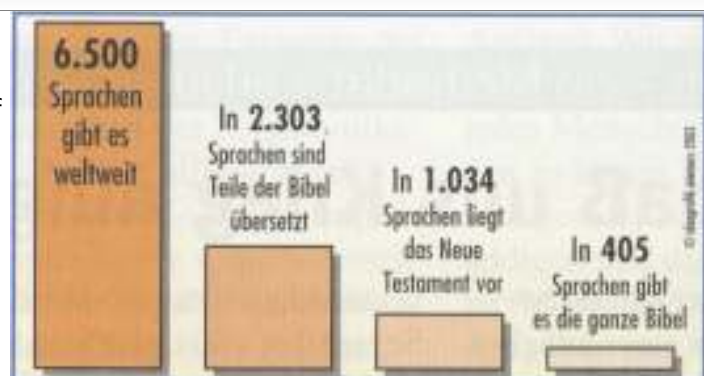 6.500
Sprachen
gibt es
weltweit
In 2.303
Sprachen sind
Teile der Bibel
übersetzt
In 1.034
Sprachen liegt
das Neue
Testament vor
In 405
Sprachen gibt
es die ganze Bibel